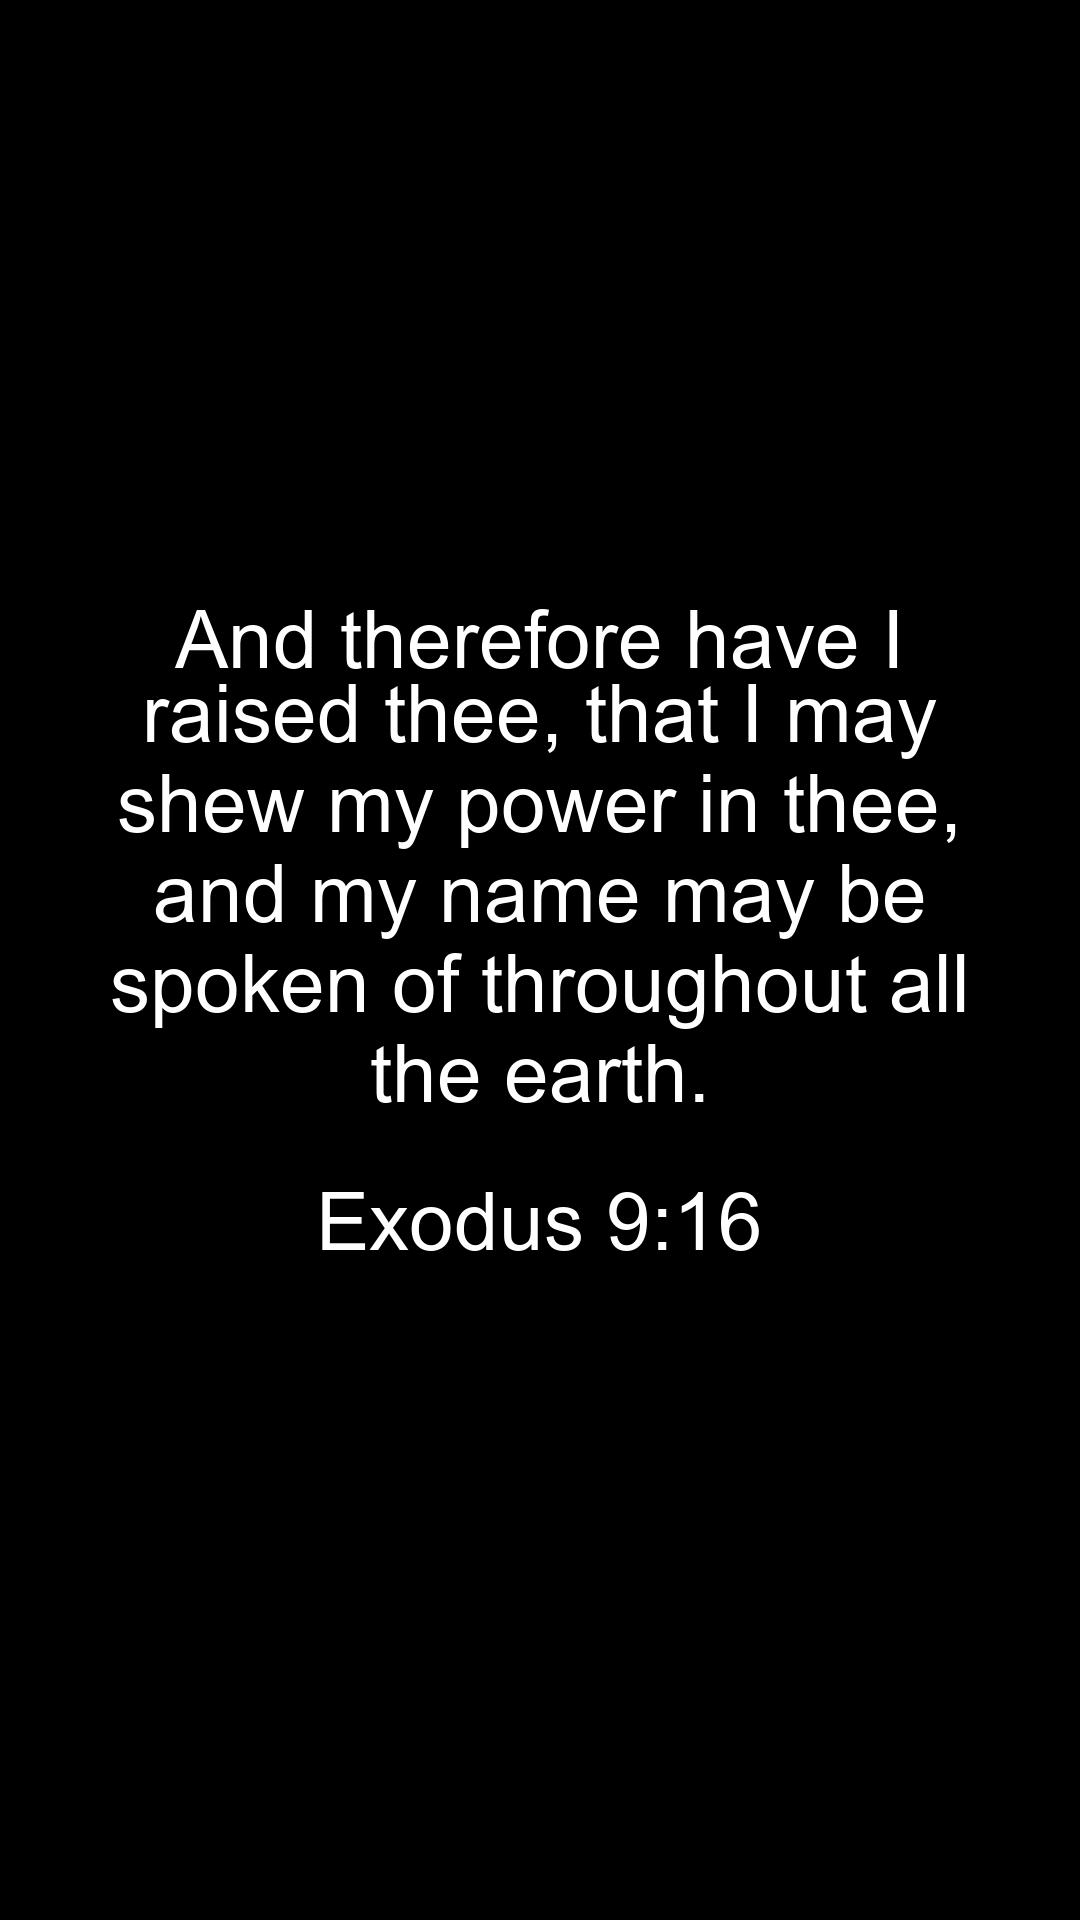 And therefore have I
raised thee, that I may
shew my power in thee,
and my name may be
spoken of throughout all
the earth.
Exodus 9:16